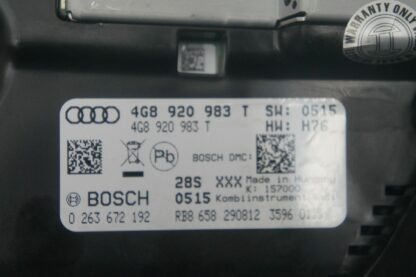 WARRANTY ONLY
4G8 920 983 T SW: 0515
4G8 920 983 T HW: H76
Pb
BOSCH DMC:
28S XXX Made in Hungary
K: 157000
BOSCH 0515 Kombiinstrument
0 263 672 192 RB8 658 290812 3596